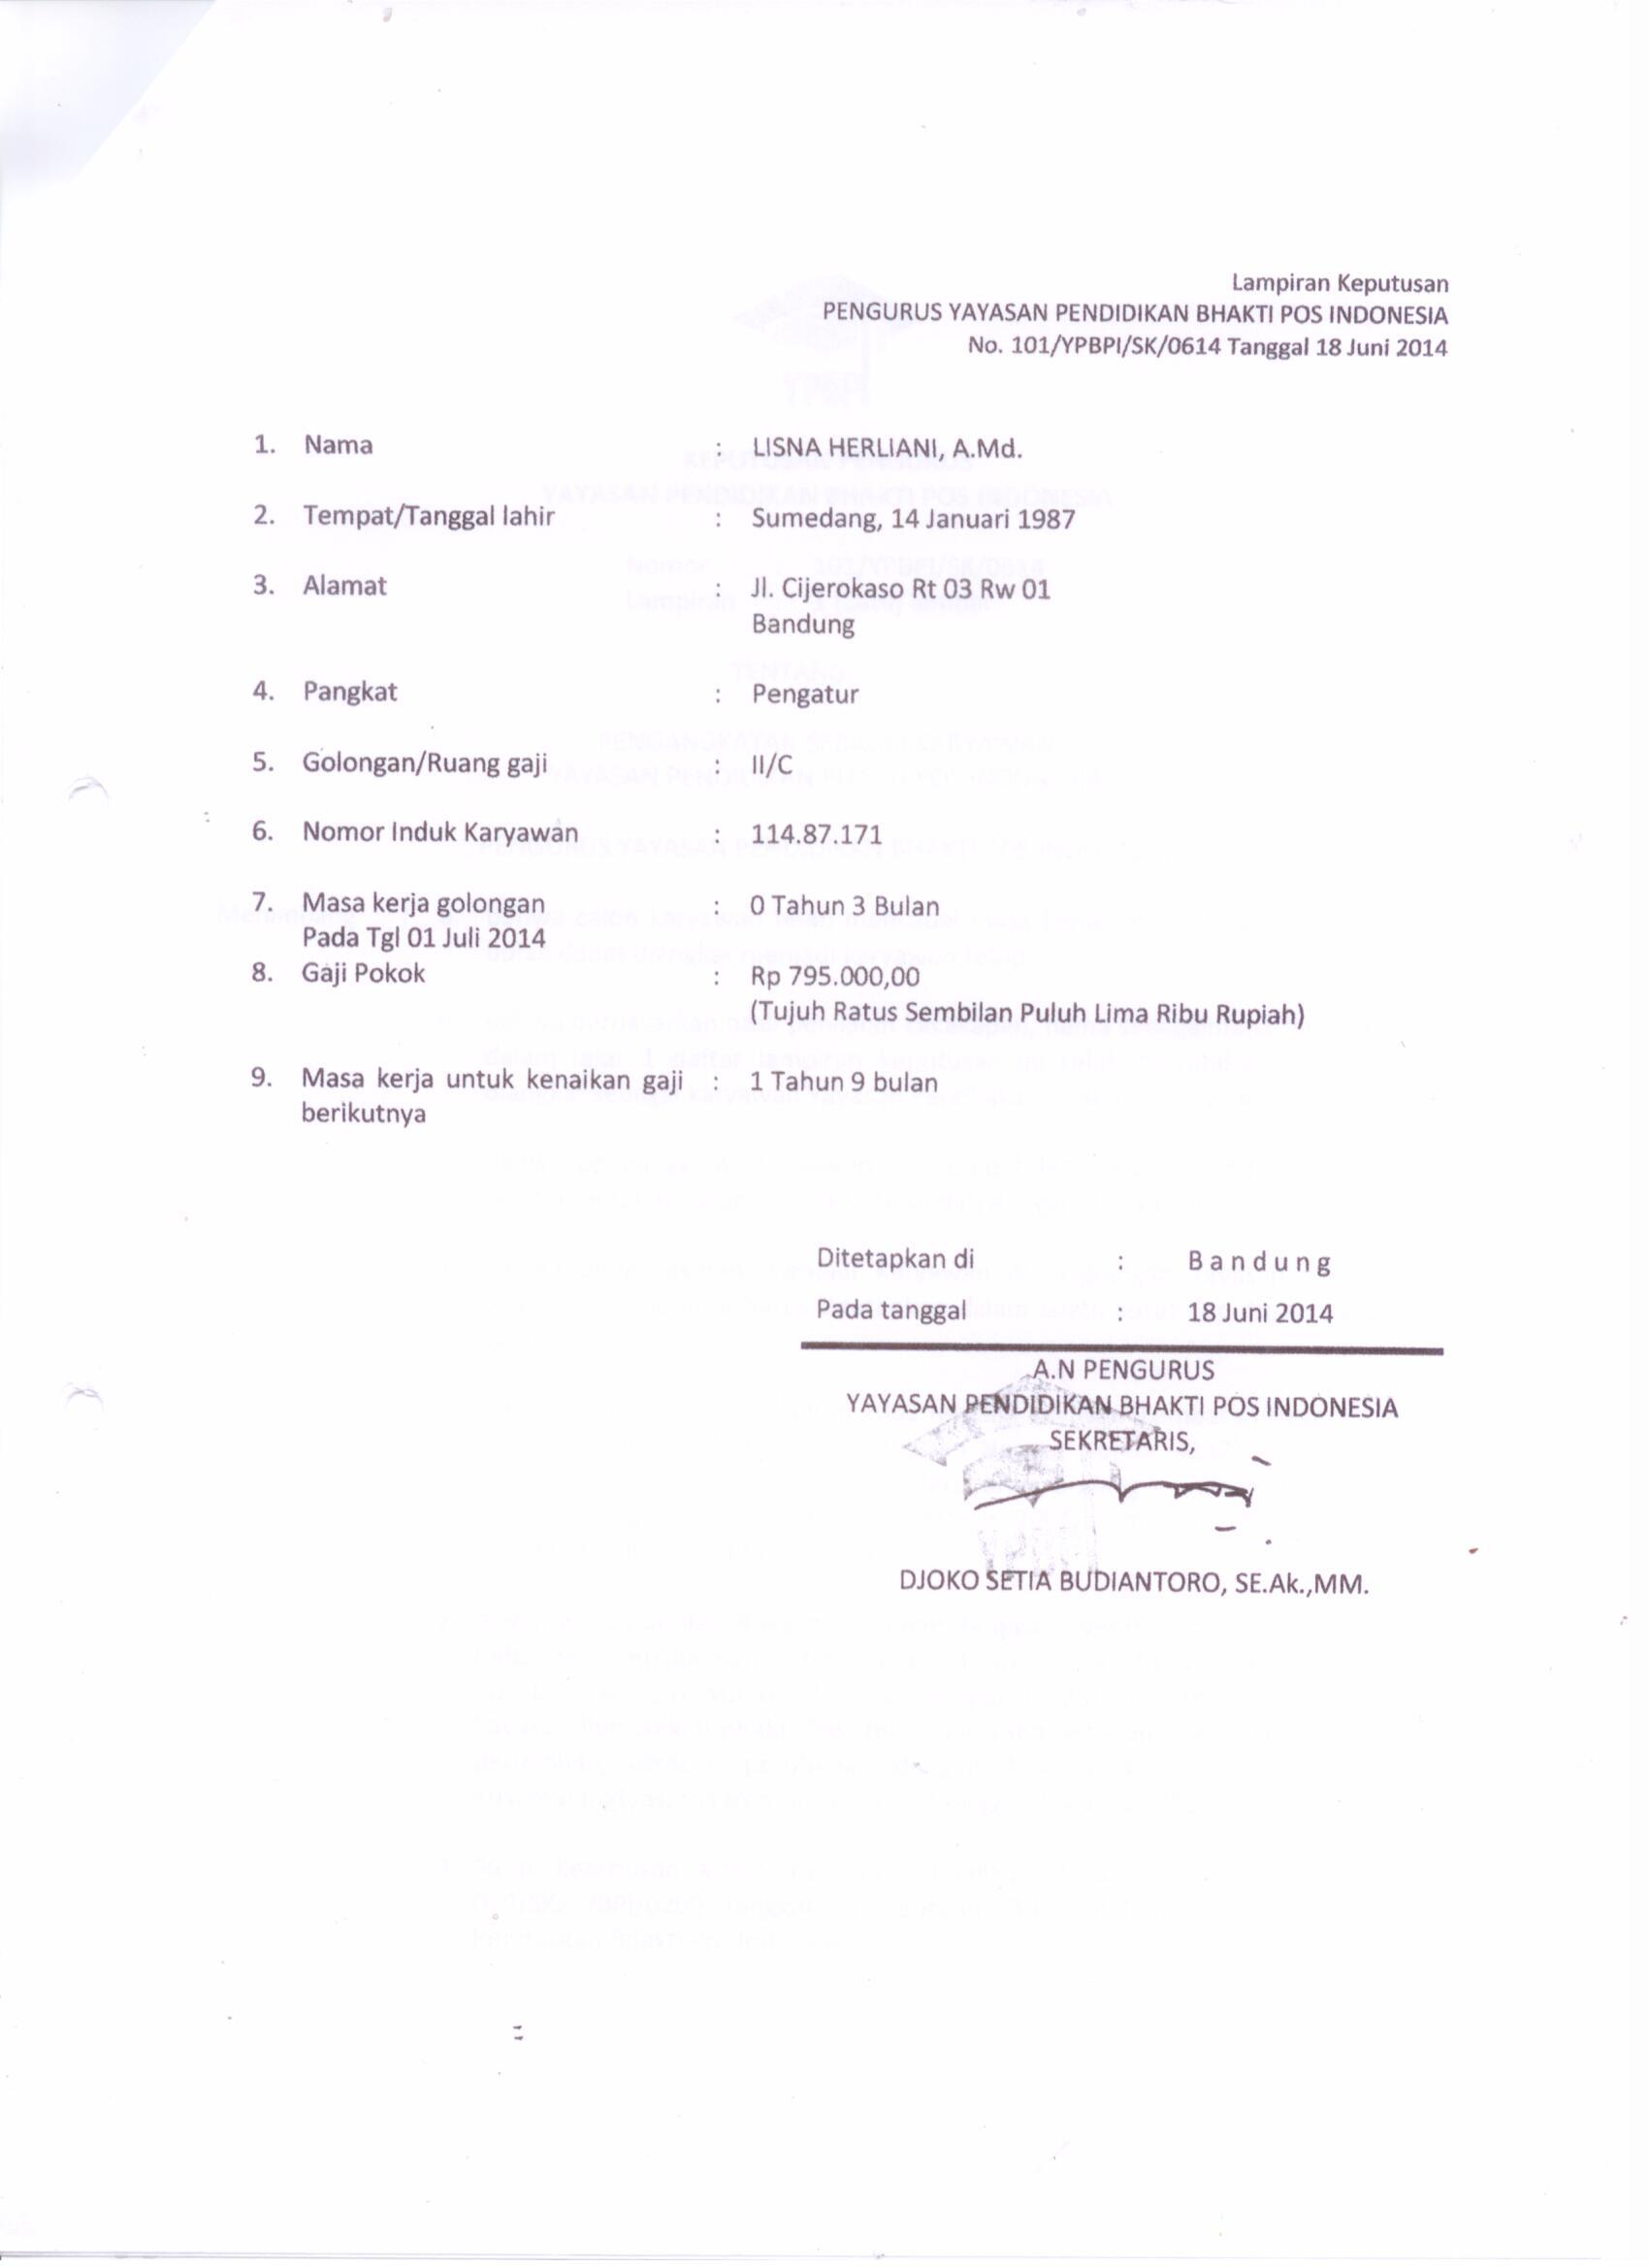 Lampiran Keputusan
PENGURUS YAYASAN PENDIDIKAN BHAKTI POS INDONESIA
No. 101/YPBPI/SK/0614 Tanggal 18 Juni 2014
1. Nama : LISNA HERLIANI, A.Md.
2. Tempat/Tanggal lahir : Sumedang, 14 Januari 1987
3. Alamat : Jl. Cijerokaso Rt 03 Rw 01
Bandung
4. Pangkat : Pengatur
5. Golongan/Ruang gaji : II/C
6. Nomor Induk Karyawan : 114.87.171
7. Masa kerja golongan : 0 Tahun 3 Bulan
Pada Tgl 01 Juli 2014
8. Gaji Pokok : Rp 795.000,00
(Tujuh Ratus Sembilan Puluh Lima Ribu Rupiah)
9. Masa kerja untuk kenaikan gaji : 1 Tahun 9 bulan
berikutnya
Ditetapkan di : B a n d u n g
Pada tanggal : 18 Juni 2014
A.N PENGURUS
YAYASAN PENDIDIKAN BHAKTI POS INDONESIA
SEKRETARIS,
DJOKO SETIA BUDIANTORO, SE.Ak.,MM.